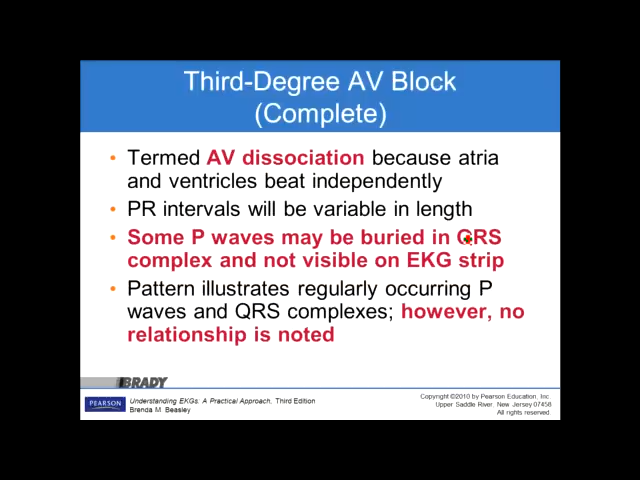 Third-Degree AV Block
(Complete)
• Termed AV dissociation because atria
and ventricles beat independently
• PR intervals will be variable in length
• Some P waves may be buried in QRS
complex and not visible on EKG strip
• Pattern illustrates regularly occurring P
waves and QRS complexes; however, no
relationship is noted
BRADY
PEARSON
Understanding EKGs: A Practical Approach, Third Edition
Brenda M. Beasley
Copyright ©2010 by Pearson Education, Inc.
Upper Saddle River, New Jersey 07458
All rights reserved.